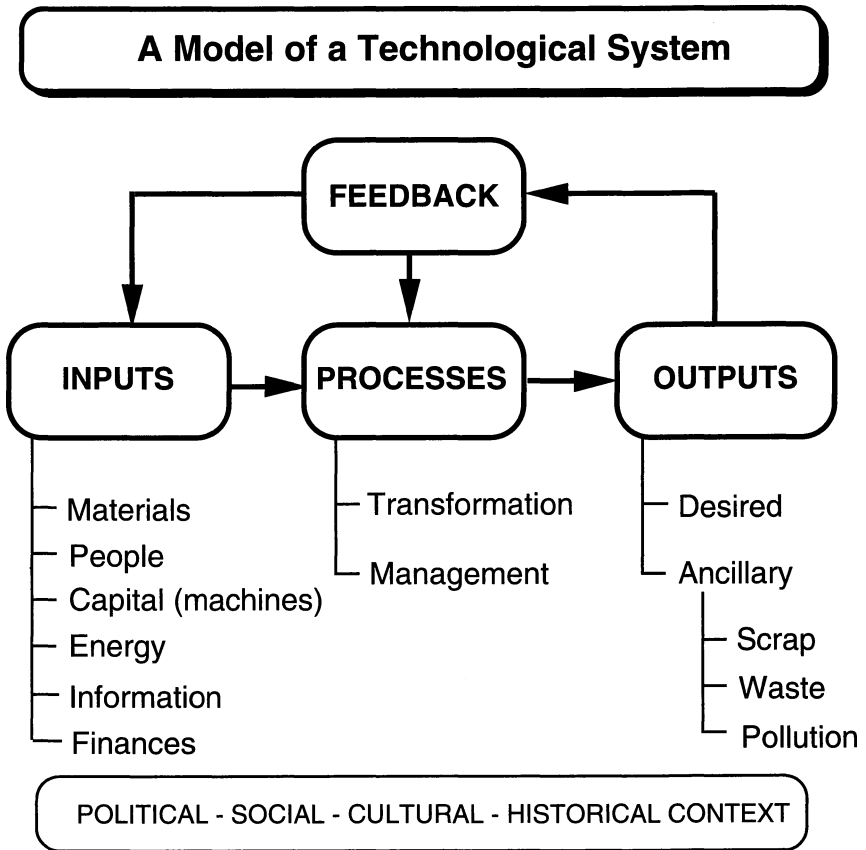 A Model of a Technological System
FEEDBACK
INPUTS
PROCESSES
OUTPUTS
Materials
People
Capital (machines)
Energy
Information
Finances
Transformation
Management
Desired
Ancillary
Scrap
Waste
Pollution
POLITICAL - SOCIAL - CULTURAL - HISTORICAL CONTEXT